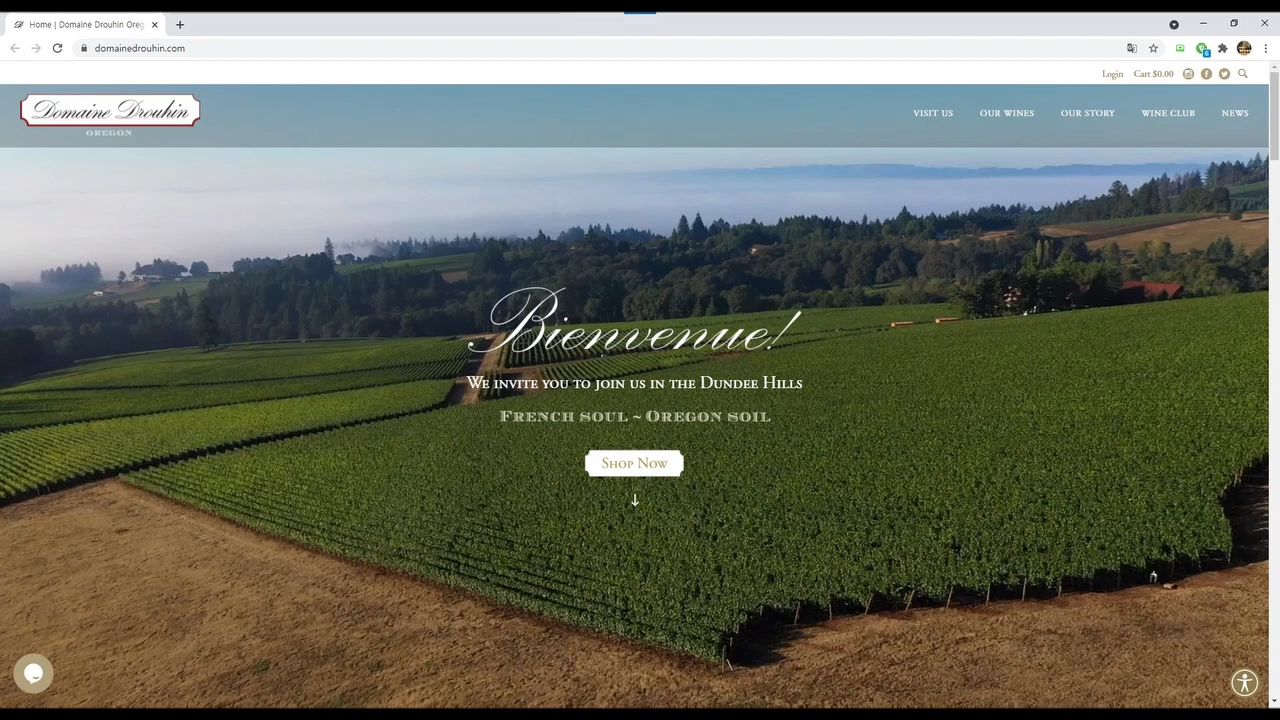 Home | Domaine Drouhin Oreg
domainedrouhin.com
6
Login Cart $0.00
Domaine Drouhin
OREGON
VISIT US OUR WINES OUR STORY WINE CLUB NEWS
Bienvenue!
We invite you to join us in the Dundee Hills
French soul ~ Oregon soil
Shop Now